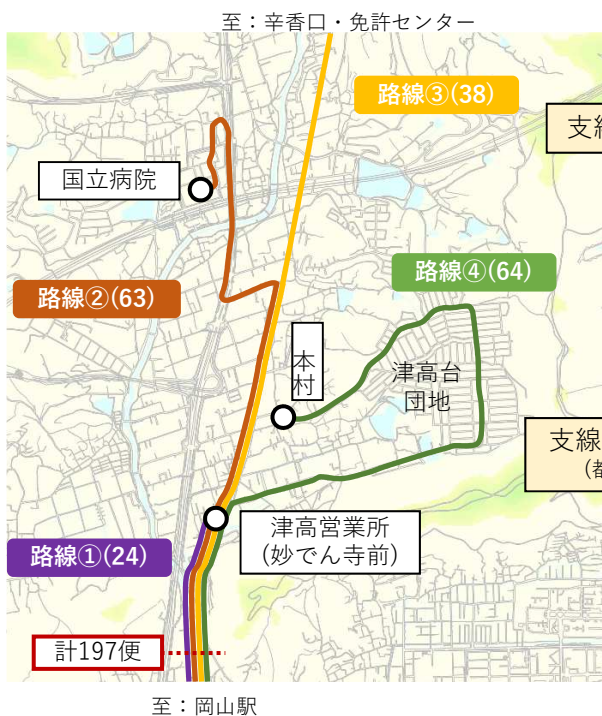 至：辛香口・免許センター
路線③(38)
支線
国立病院
路線④(64)
路線②(63)
本村
津高台
団地
支線
(都
津高営業所
(妙でん寺前)
路線①(24)
計197便
至：岡山駅